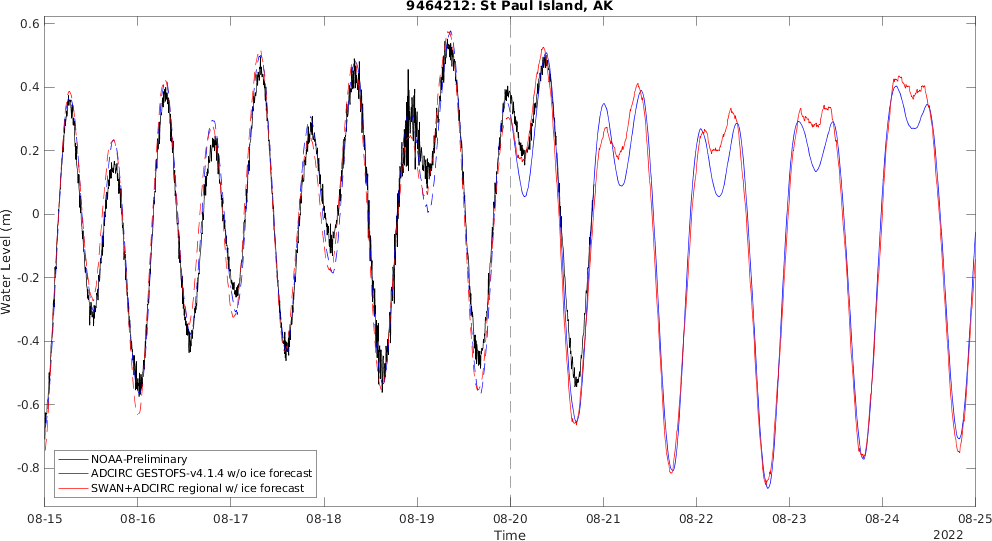 9464212: St Paul Island, AK
0.6
0.4
0.2
0
-0.2
-0.4
-0.6
-0.8
Water Level (m)
NOAA-Preliminary
ADCIRC GESTOFS-v4.1.4 w/o ice forecast
SWAN+ADCIRC regional w/ ice forecast
08-15 08-16 08-17 08-18 08-19 08-20 08-21 08-22 08-23 08-24 08-25
Time
2022